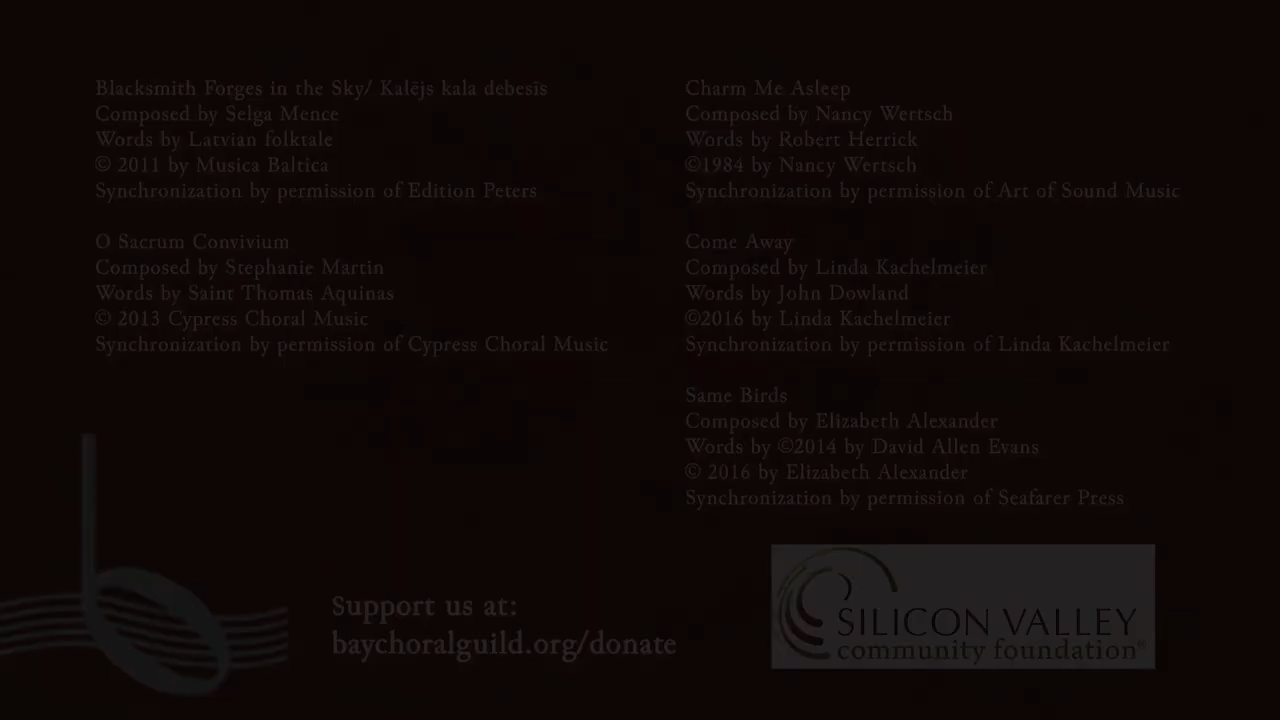 Blacksmith Forges in the Sky/ Kalējs kala debesīs
Composed by Selga Mence
Words by Latvian folktale
© 2011 by Musica Baltica
Synchronization by permission of Edition Peters
O Sacrum Convivium
Composed by Stephanie Martin
Words by Saint Thomas Aquinas
© 2013 Cypress Choral Music
Synchronization by permission of Cypress Choral Music
Charm Me Asleep
Composed by Nancy Wertsch
Words by Robert Herrick
©1984 by Nancy Wertsch
Synchronization by permission of Art of Sound Music
Come Away
Composed by Linda Kachelmeier
Words by John Dowland
©2016 by Linda Kachelmeier
Synchronization by permission of Linda Kachelmeier
Same Birds
Composed by Elizabeth Alexander
Words by ©2014 by David Allen Evans
© 2016 by Elizabeth Alexander
Synchronization by permission of Seafarer Press
Support us at:
baychoralguild.org/donate
SILICON VALLEY
community foundation®